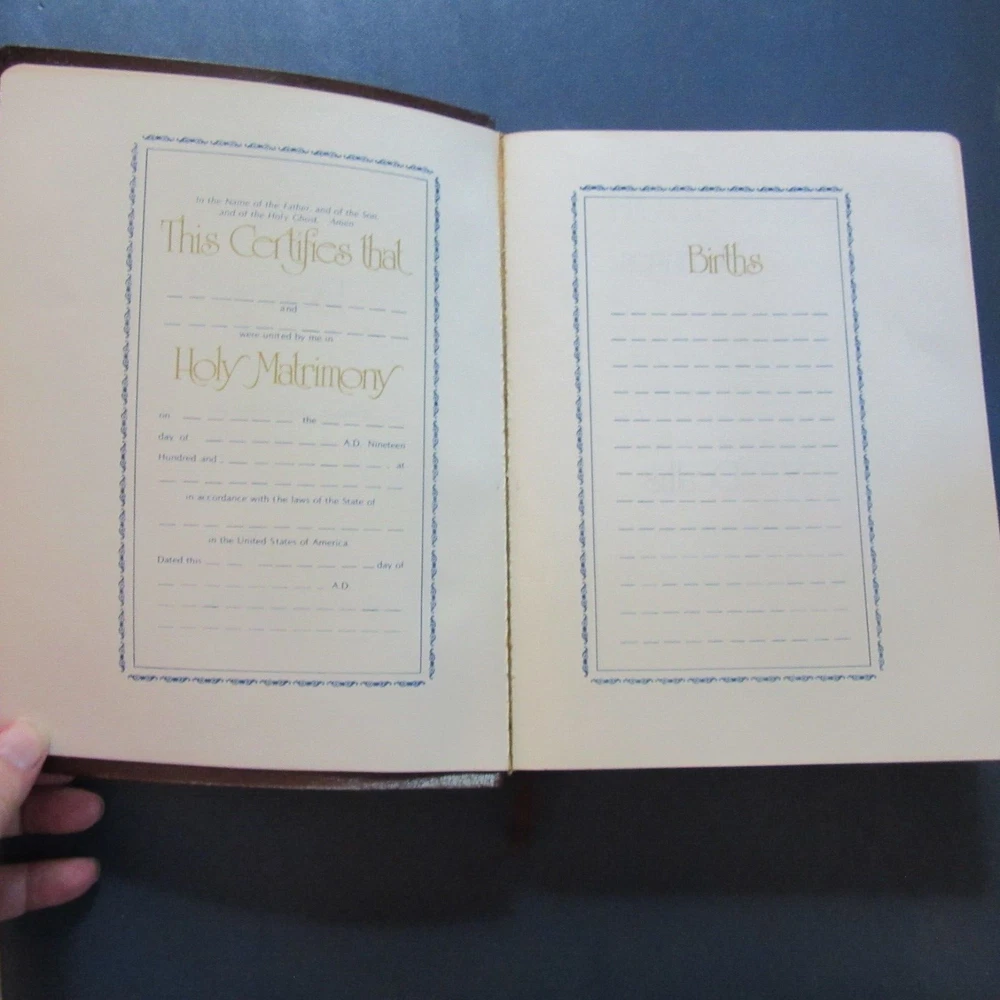 In the Name of the Father, and of the Son,
and of the Holy Ghost. Amen
This Certifies that
and
were united by me in
Holy Matrimony
on the
day of A.D. Nineteen
Hundred and , at
in accordance with the laws of the State of
in the United States of America
Dated this day of
A.D.
Births